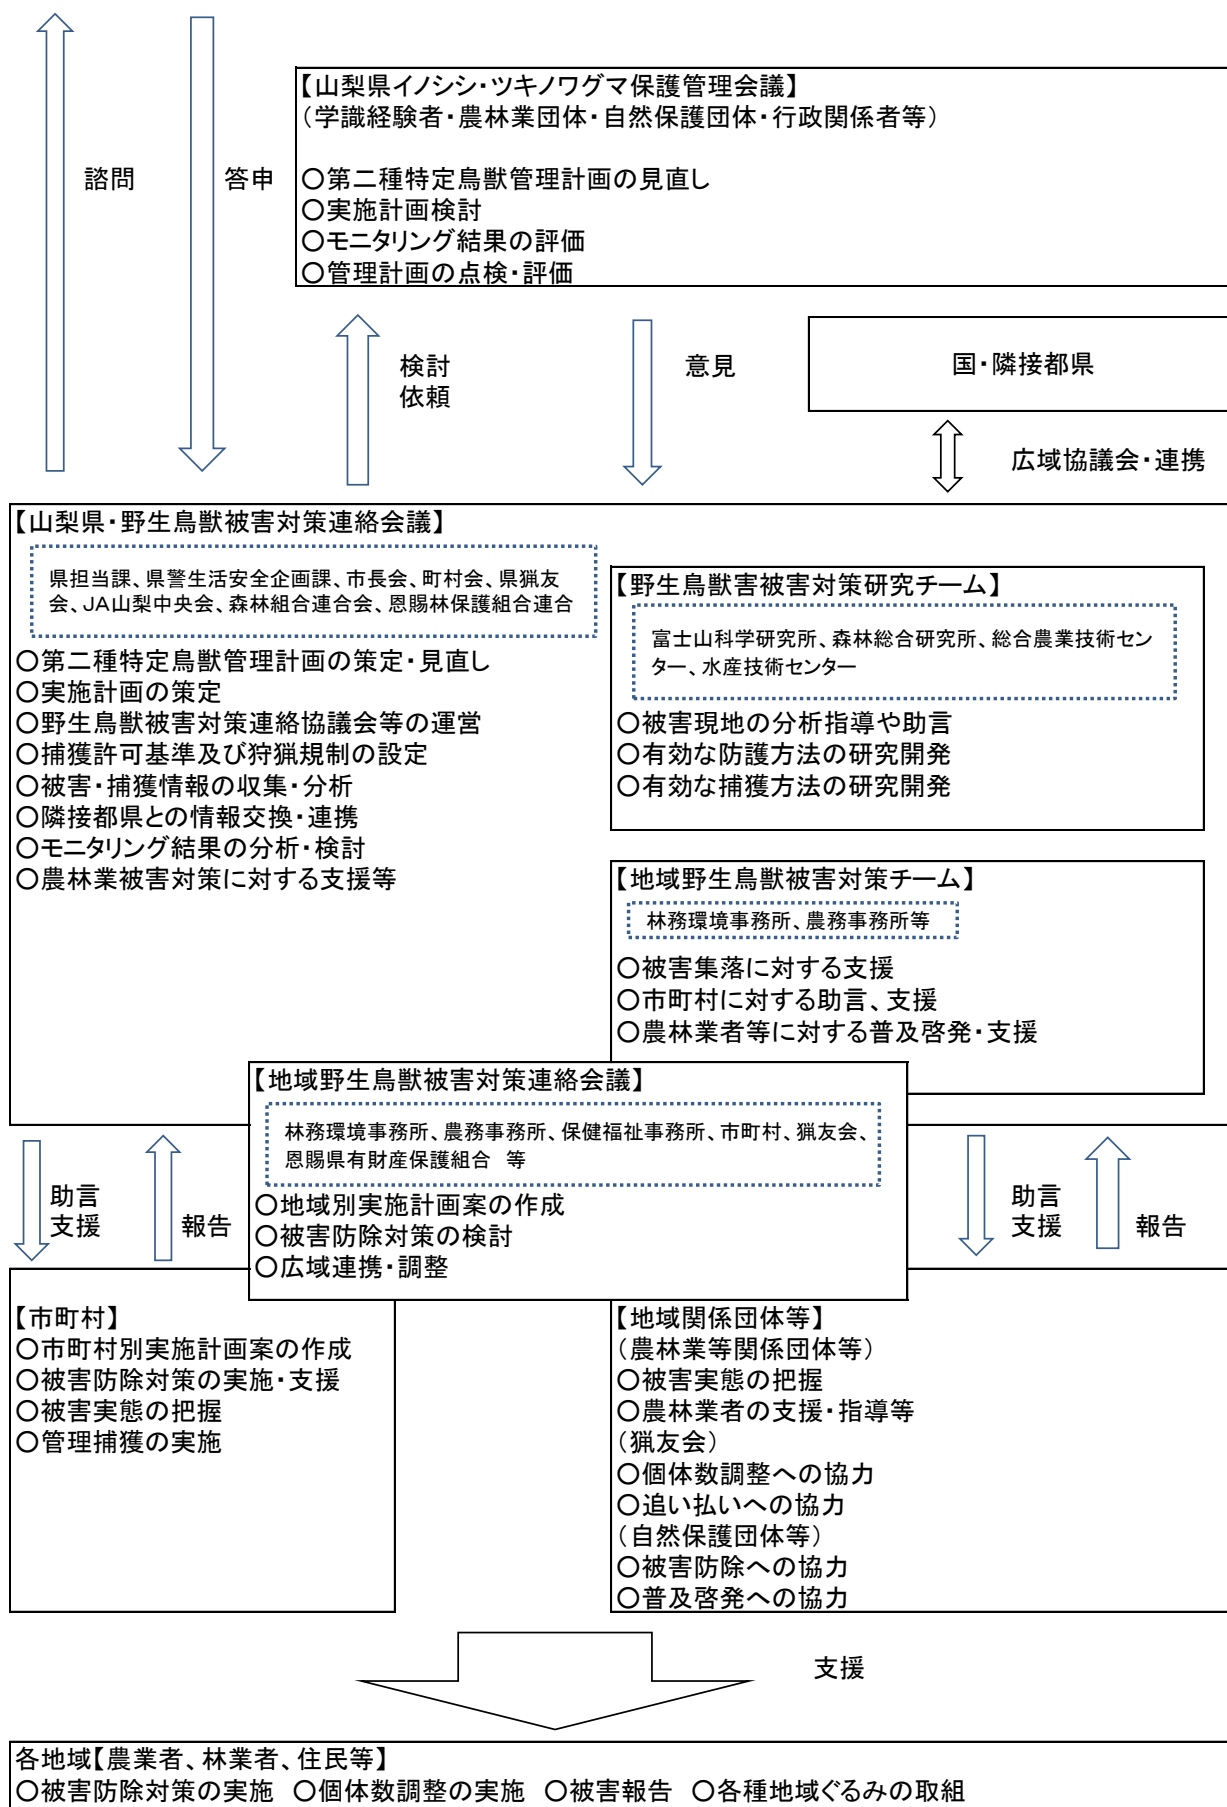 【山梨県イノシシ・ツキノワグマ保護管理会議】
（学識経験者・農林業団体・自然保護団体・行政関係者等）
諮問
答申
○第二種特定鳥獣管理計画の見直し
○実施計画検討
○モニタリング結果の評価
○管理計画の点検・評価
検討
依頼
意見
国・隣接都県
広域協議会・連携
【山梨県・野生鳥獣被害対策連絡会議】
県担当課、県警生活安全企画課、市長会、町村会、県猟友
会、JA山梨中央会、森林組合連合会、恩賜林保護組合連合
○第二種特定鳥獣管理計画の策定・見直し
○実施計画の策定
○野生鳥獣被害対策連絡協議会等の運営
○捕獲許可基準及び狩猟規制の設定
○被害・捕獲情報の収集・分析
○隣接都県との情報交換・連携
○モニタリング結果の分析・検討
○農林業被害対策に対する支援等
【野生鳥獣害被害対策研究チーム】
富士山科学研究所、森林総合研究所、総合農業技術セン
ター、水産技術センター
○被害現地の分析指導や助言
○有効な防護方法の研究開発
○有効な捕獲方法の研究開発
【地域野生鳥獣被害対策チーム】
林務環境事務所、農務事務所等
○被害集落に対する支援
○市町村に対する助言、支援
○農林業者等に対する普及啓発・支援
【地域野生鳥獣被害対策連絡会議】
林務環境事務所、農務事務所、保健福祉事務所、市町村、猟友会、
恩賜県有財産保護組合　等
○地域別実施計画案の作成
○被害防除対策の検討
○広域連携・調整
助言
支援
報告
助言
支援
報告
【市町村】
○市町村別実施計画案の作成
○被害防除対策の実施・支援
○被害実態の把握
○管理捕獲の実施
【地域関係団体等】
（農林業等関係団体等）
○被害実態の把握
○農林業者の支援・指導等
（猟友会）
○個体数調整への協力
○追い払いへの協力
（自然保護団体等）
○被害防除への協力
○普及啓発への協力
支援
各地域【農業者、林業者、住民等】
○被害防除対策の実施　○個体数調整の実施　○被害報告　○各種地域ぐるみの取組